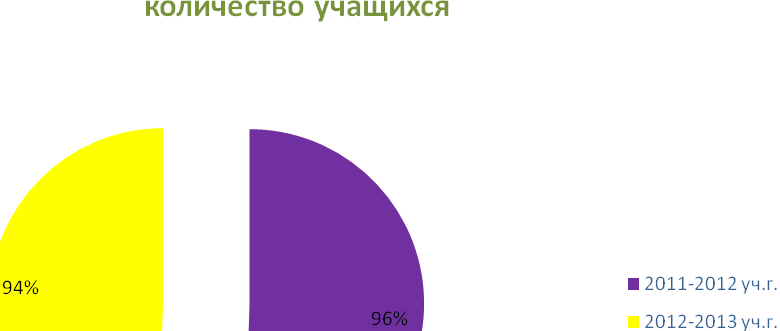 количество учащихся
94%
96%
2011-2012 уч.г.
2012-2013 уч.г.